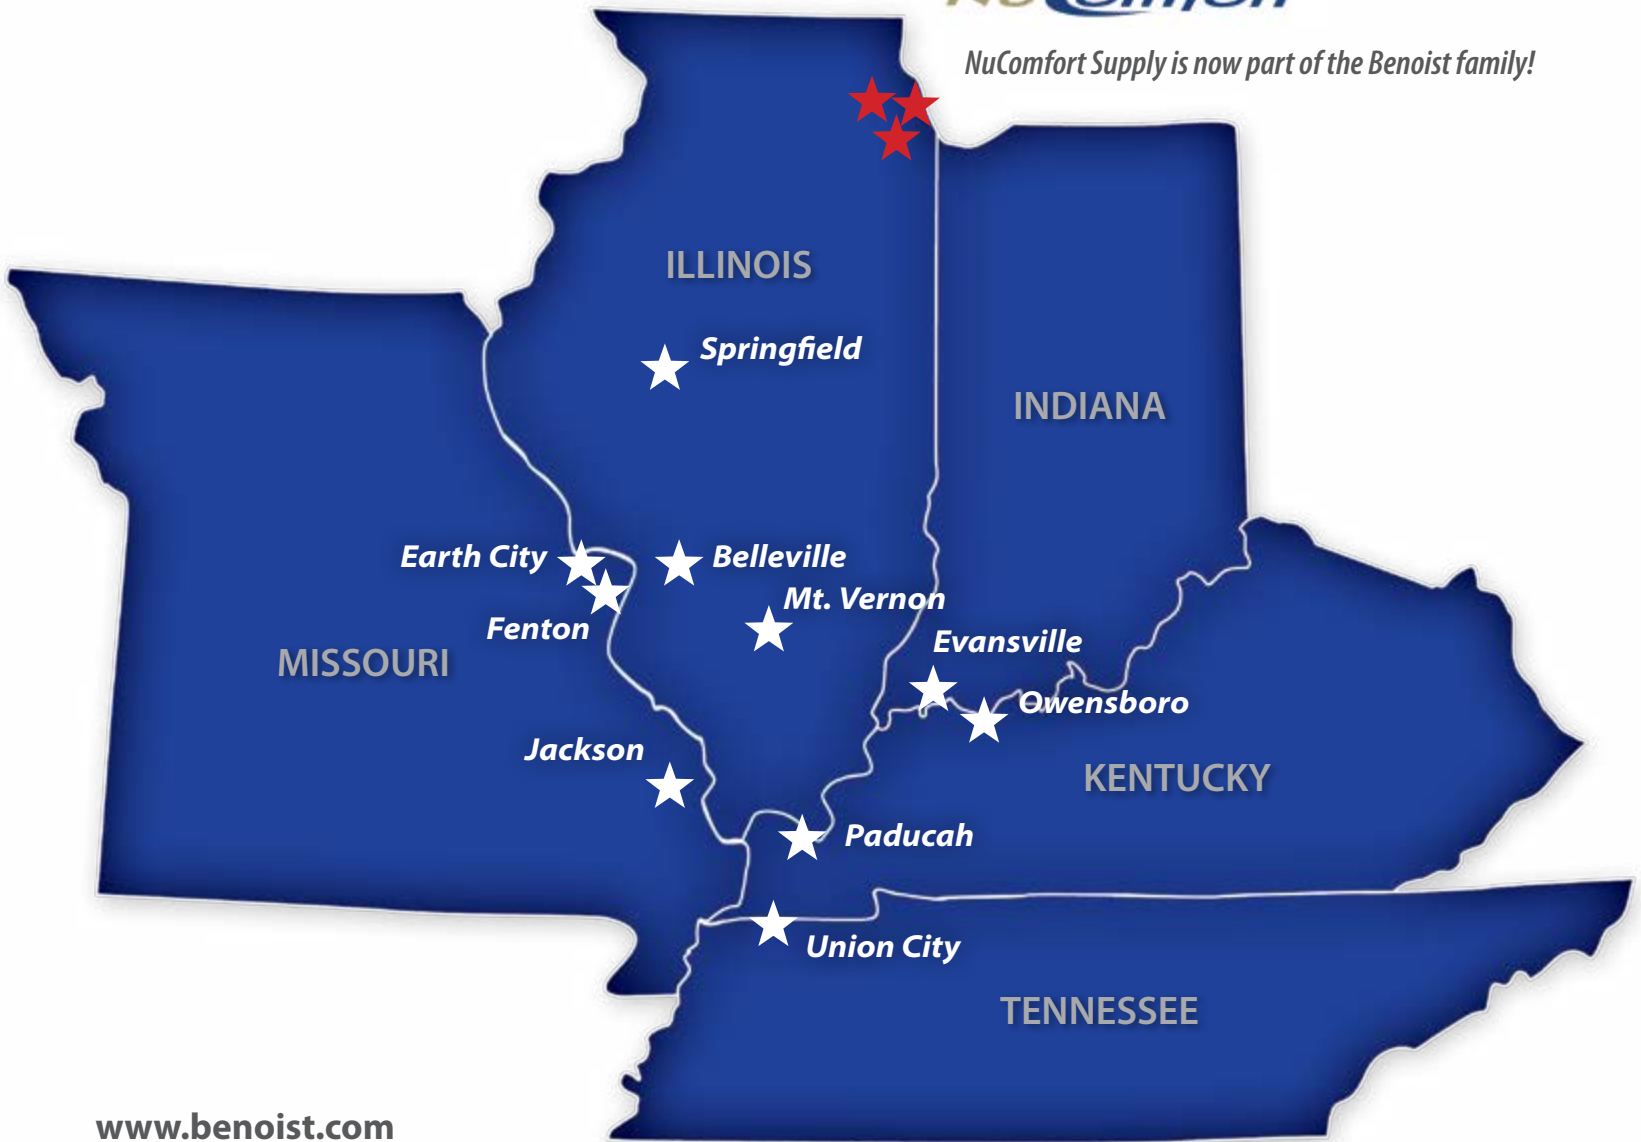 NuComfort
NuComfort Supply is now part of the Benoist family!
ILLINOIS
Springfield
INDIANA
Earth City
Belleville
Mt. Vernon
Fenton
Evansville
MISSOURI
Owensboro
Jackson
KENTUCKY
Paducah
Union City
TENNESSEE
www.benoist.com